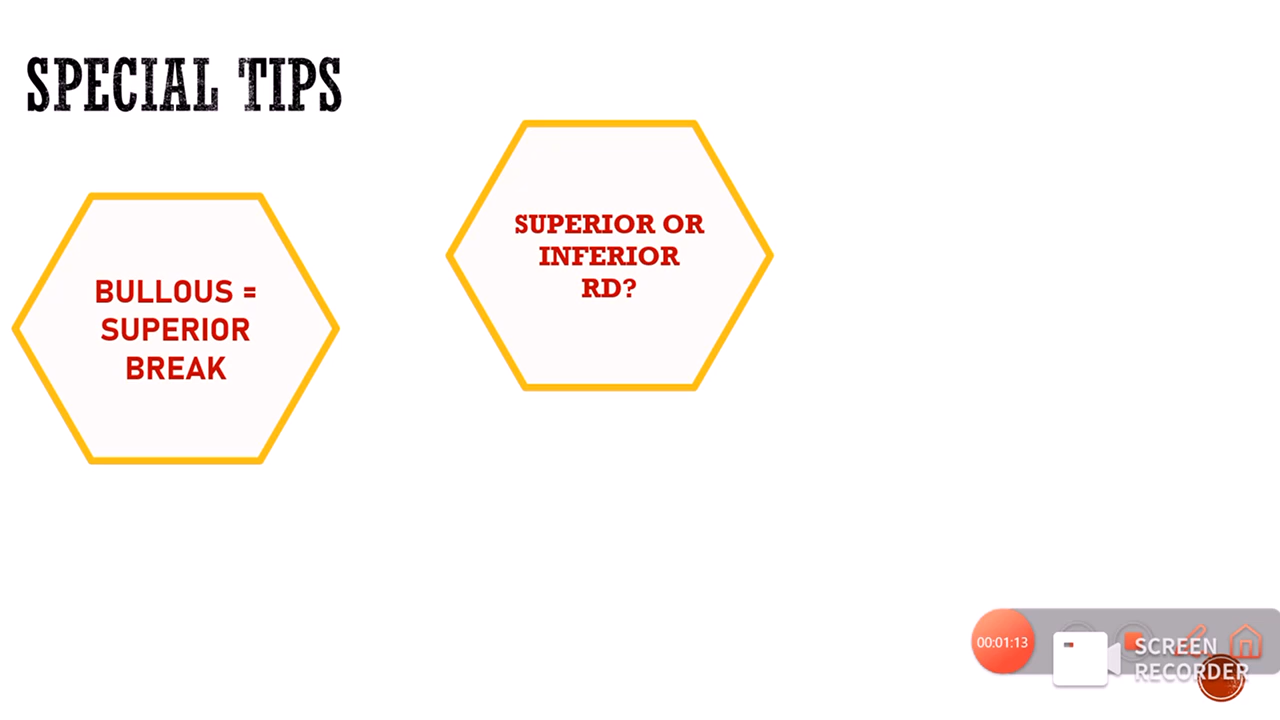 SPECIAL TIPS
BULLOUS =
SUPERIOR
BREAK
SUPERIOR OR
INFERIOR
RD?
00:01:13
SCREEN
RECORDER